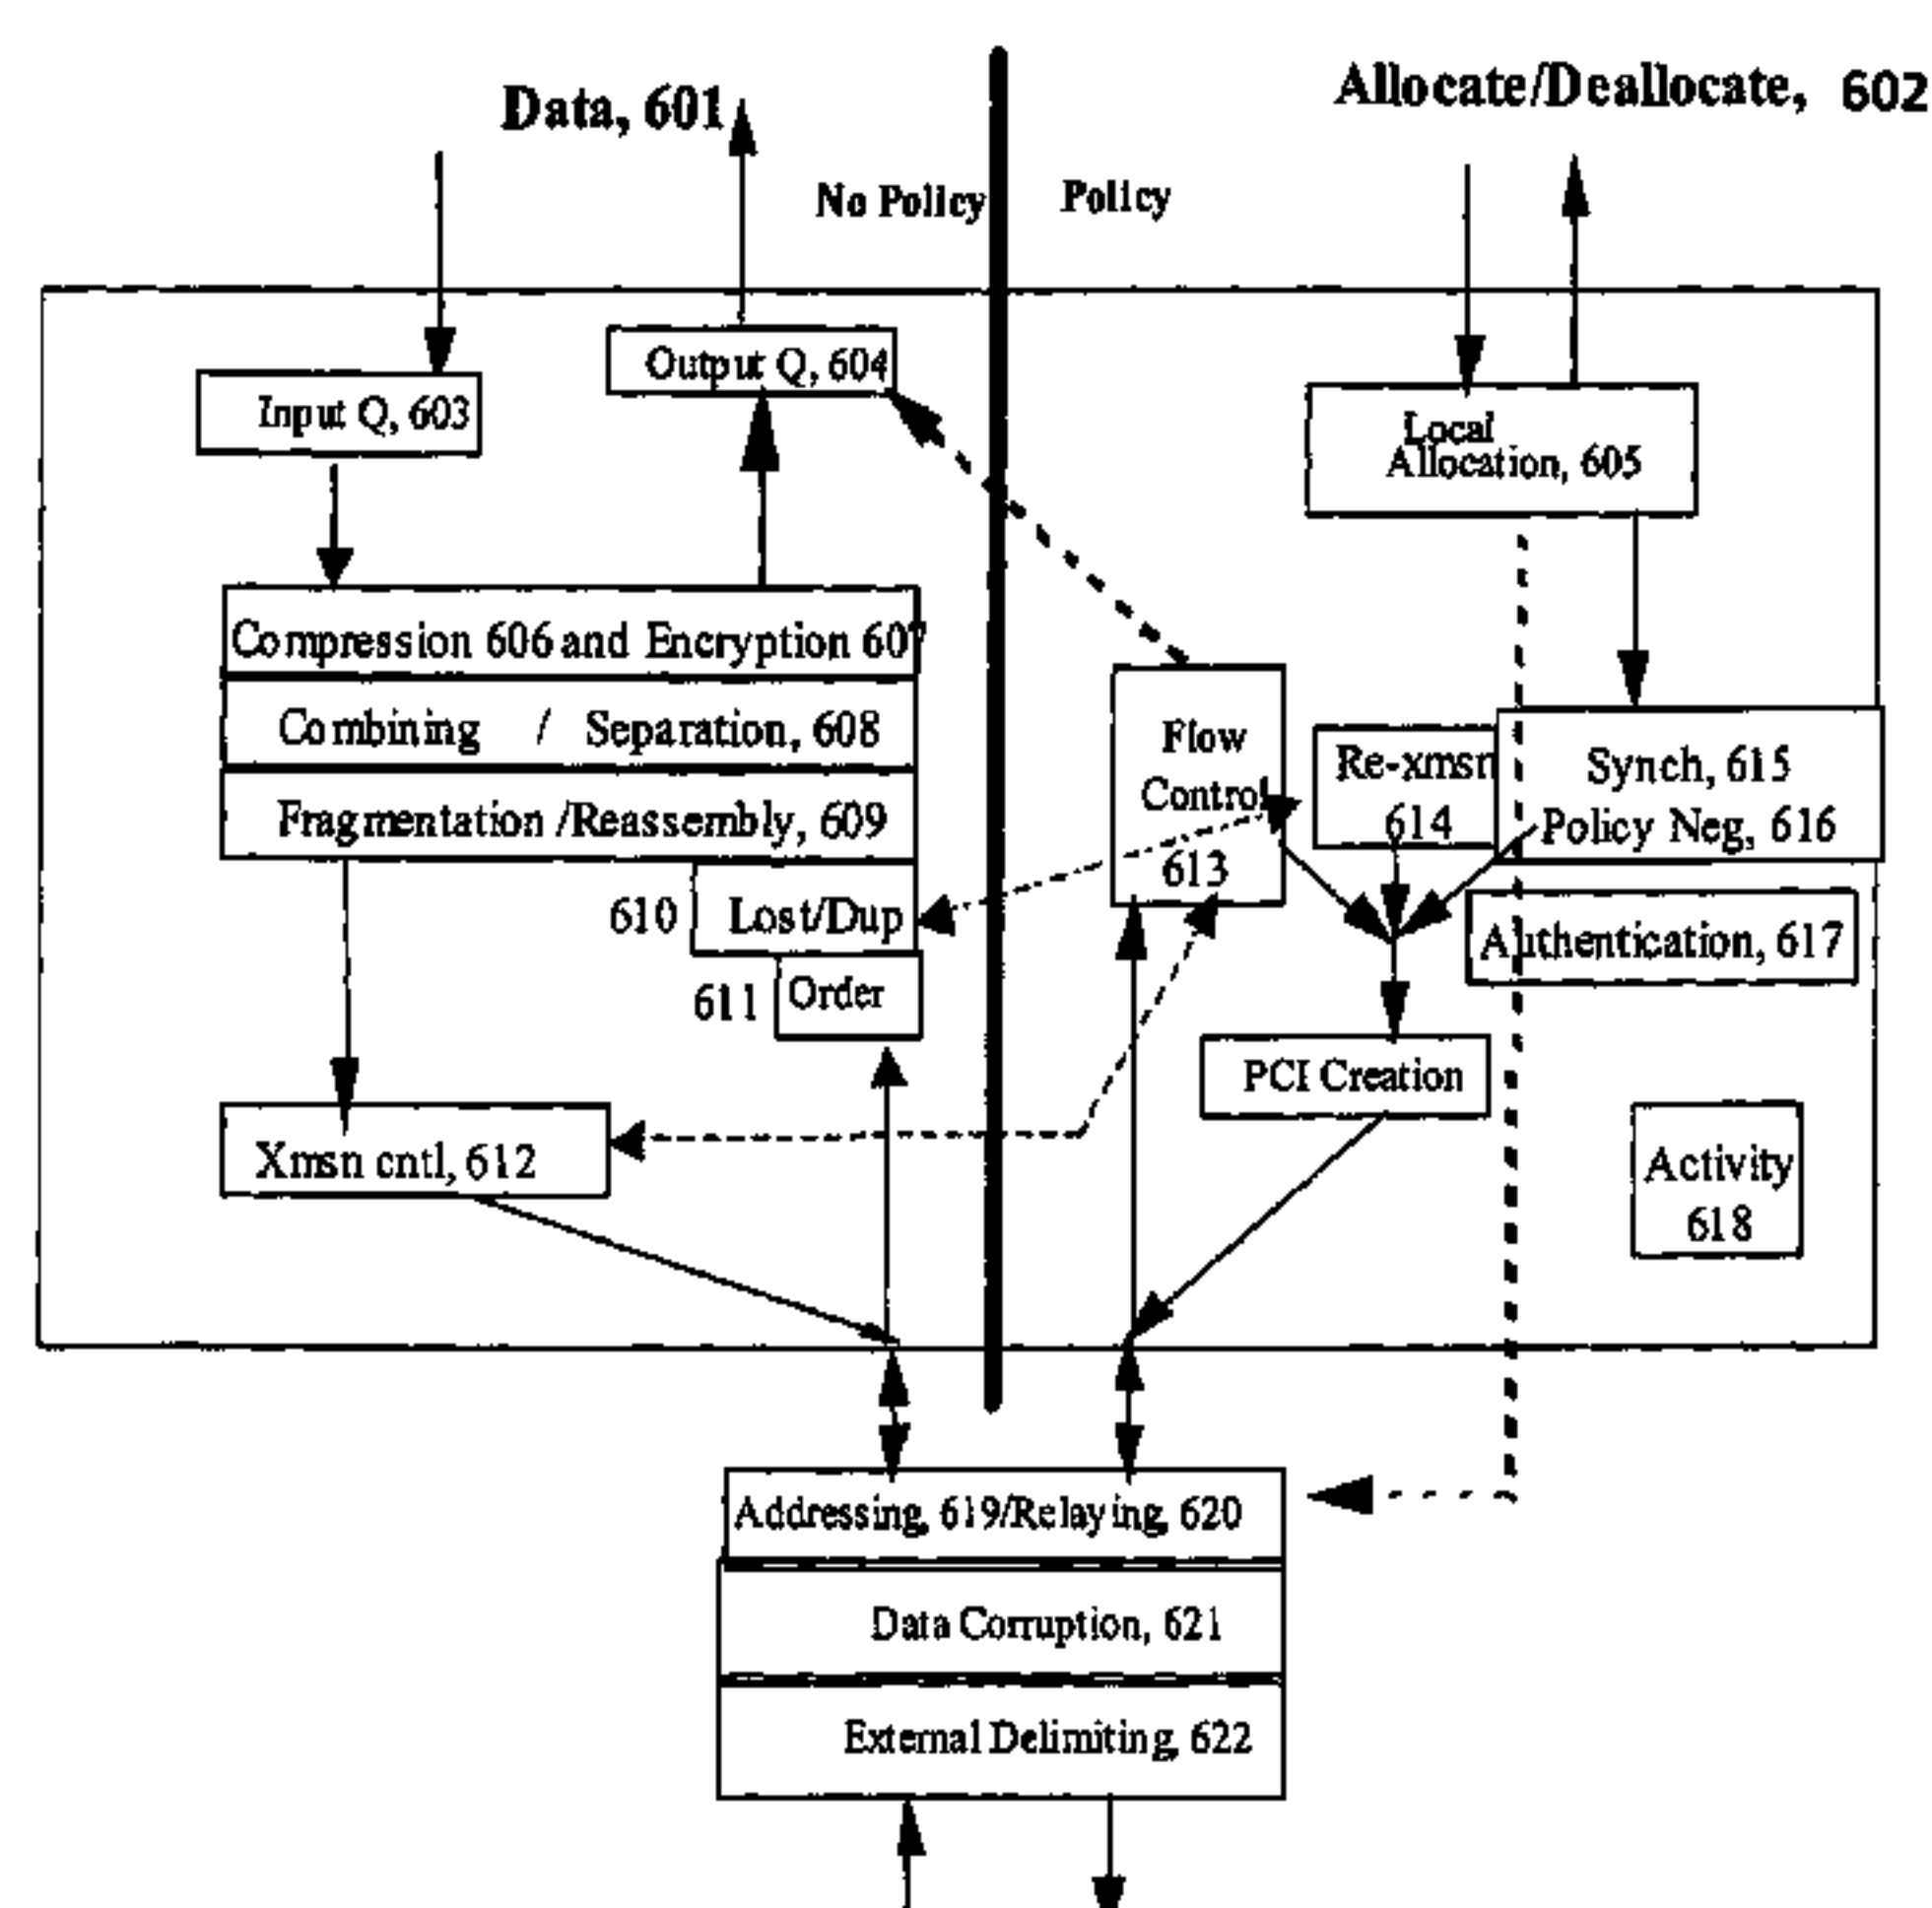 Data, 601
Allocate/Deallocate, 602
No Policy
Policy
Output Q, 604
Input Q, 603
Local
Allocation, 605
Compression 606 and Encryption 607
Combining / Separation, 608
Fragmentation /Reassembly, 609
610 Lost/Dup
611 Order
Xmsn cntl, 612
Flow
Control
613
Re-xmsn
614
Synch, 615
Policy Neg, 616
Authentication, 617
PCI Creation
Activity
618
Addressing, 619/Relaying, 620
Data Corruption, 621
External Delimiting, 622